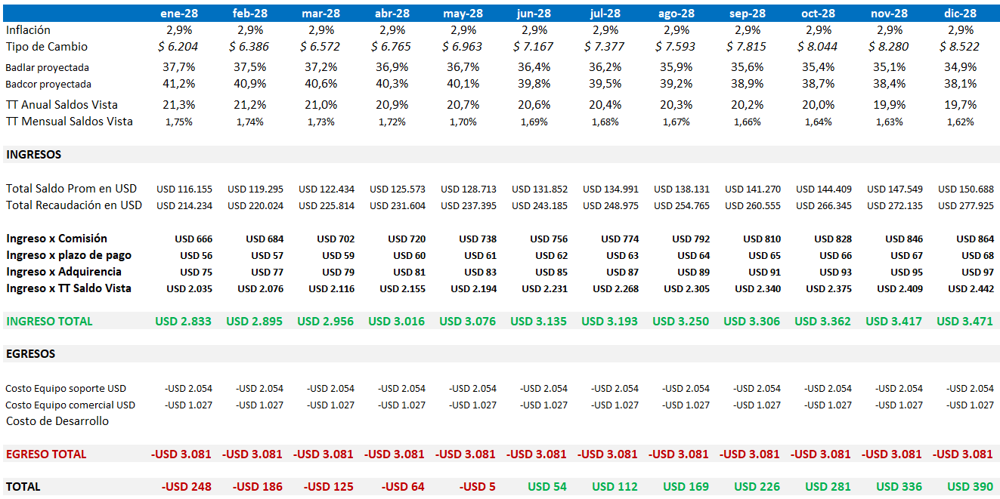 ene-28 feb-28 mar-28 abr-28 may-28 jun-28 jul-28 ago-28 sep-28 oct-28 nov-28 dic-28
Inflación 2,9% 2,9% 2,9% 2,9% 2,9% 2,9% 2,9% 2,9% 2,9% 2,9% 2,9% 2,9%
Tipo de Cambio $ 6.204 $ 6.386 $ 6.572 $ 6.765 $ 6.963 $ 7.167 $ 7.377 $ 7.593 $ 7.815 $ 8.044 $ 8.280 $ 8.522
Badlar proyectada 37,7% 37,5% 37,2% 36,9% 36,7% 36,4% 36,2% 35,9% 35,6% 35,4% 35,1% 34,9%
Badcor proyectada 41,2% 40,9% 40,6% 40,3% 40,1% 39,8% 39,5% 39,2% 38,9% 38,7% 38,4% 38,1%
TT Anual Saldos Vista 21,3% 21,2% 21,0% 20,9% 20,7% 20,6% 20,4% 20,3% 20,2% 20,0% 19,9% 19,7%
TT Mensual Saldos Vista 1,75% 1,74% 1,73% 1,72% 1,70% 1,69% 1,68% 1,67% 1,66% 1,64% 1,63% 1,62%
INGRESOS
Total Saldo Prom en USD USD 116.155 USD 119.295 USD 122.434 USD 125.573 USD 128.713 USD 131.852 USD 134.991 USD 138.131 USD 141.270 USD 144.409 USD 147.549 USD 150.688
Total Recaudación en USD USD 214.234 USD 220.024 USD 225.814 USD 231.604 USD 237.395 USD 243.185 USD 248.975 USD 254.765 USD 260.555 USD 266.345 USD 272.135 USD 277.925
Ingreso x Comisión USD 666 USD 684 USD 702 USD 720 USD 738 USD 756 USD 774 USD 792 USD 810 USD 828 USD 846 USD 864
Ingreso x plazo de pago USD 56 USD 57 USD 59 USD 60 USD 61 USD 62 USD 63 USD 64 USD 65 USD 66 USD 67 USD 68
Ingreso x Adquirencia USD 75 USD 77 USD 79 USD 81 USD 83 USD 85 USD 87 USD 89 USD 91 USD 93 USD 95 USD 97
Ingreso x TT Saldo Vista USD 2.035 USD 2.076 USD 2.116 USD 2.155 USD 2.194 USD 2.231 USD 2.268 USD 2.305 USD 2.340 USD 2.375 USD 2.409 USD 2.442
INGRESO TOTAL USD 2.833 USD 2.895 USD 2.956 USD 3.016 USD 3.076 USD 3.135 USD 3.193 USD 3.250 USD 3.306 USD 3.362 USD 3.417 USD 3.471
EGRESOS
Costo Equipo soporte USD -USD 2.054 -USD 2.054 -USD 2.054 -USD 2.054 -USD 2.054 -USD 2.054 -USD 2.054 -USD 2.054 -USD 2.054 -USD 2.054 -USD 2.054 -USD 2.054
Costo Equipo comercial USD -USD 1.027 -USD 1.027 -USD 1.027 -USD 1.027 -USD 1.027 -USD 1.027 -USD 1.027 -USD 1.027 -USD 1.027 -USD 1.027 -USD 1.027 -USD 1.027
Costo de Desarrollo
EGRESO TOTAL -USD 3.081 -USD 3.081 -USD 3.081 -USD 3.081 -USD 3.081 -USD 3.081 -USD 3.081 -USD 3.081 -USD 3.081 -USD 3.081 -USD 3.081 -USD 3.081
TOTAL -USD 248 -USD 186 -USD 125 -USD 64 -USD 5 USD 54 USD 112 USD 169 USD 226 USD 281 USD 336 USD 390